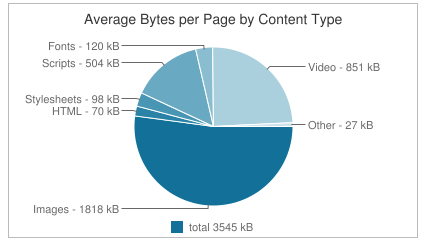 Average Bytes per Page by Content Type
Fonts - 120 kB
Scripts - 504 kB
Video - 851 kB
Stylesheets - 98 kB
HTML - 70 kB
Other - 27 kB
Images - 1818 kB
total 3545 kB